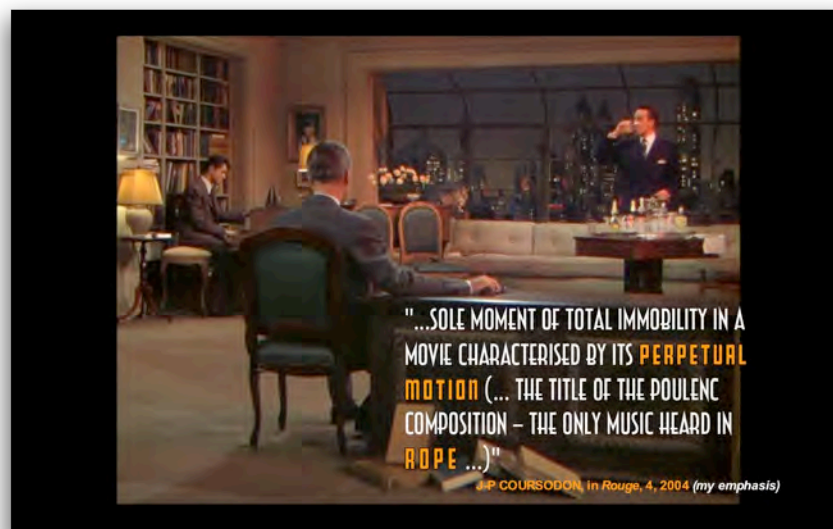 "...SOLE MOMENT OF TOTAL IMMOBILITY IN A
MOVIE CHARACTERISED BY ITS PERPETUAL
MOTION (... THE TITLE OF THE POULENC
COMPOSITION – THE ONLY MUSIC HEARD IN
ROPE ...)"
J-P COURSODON, in Rouge, 4, 2004 (my emphasis)